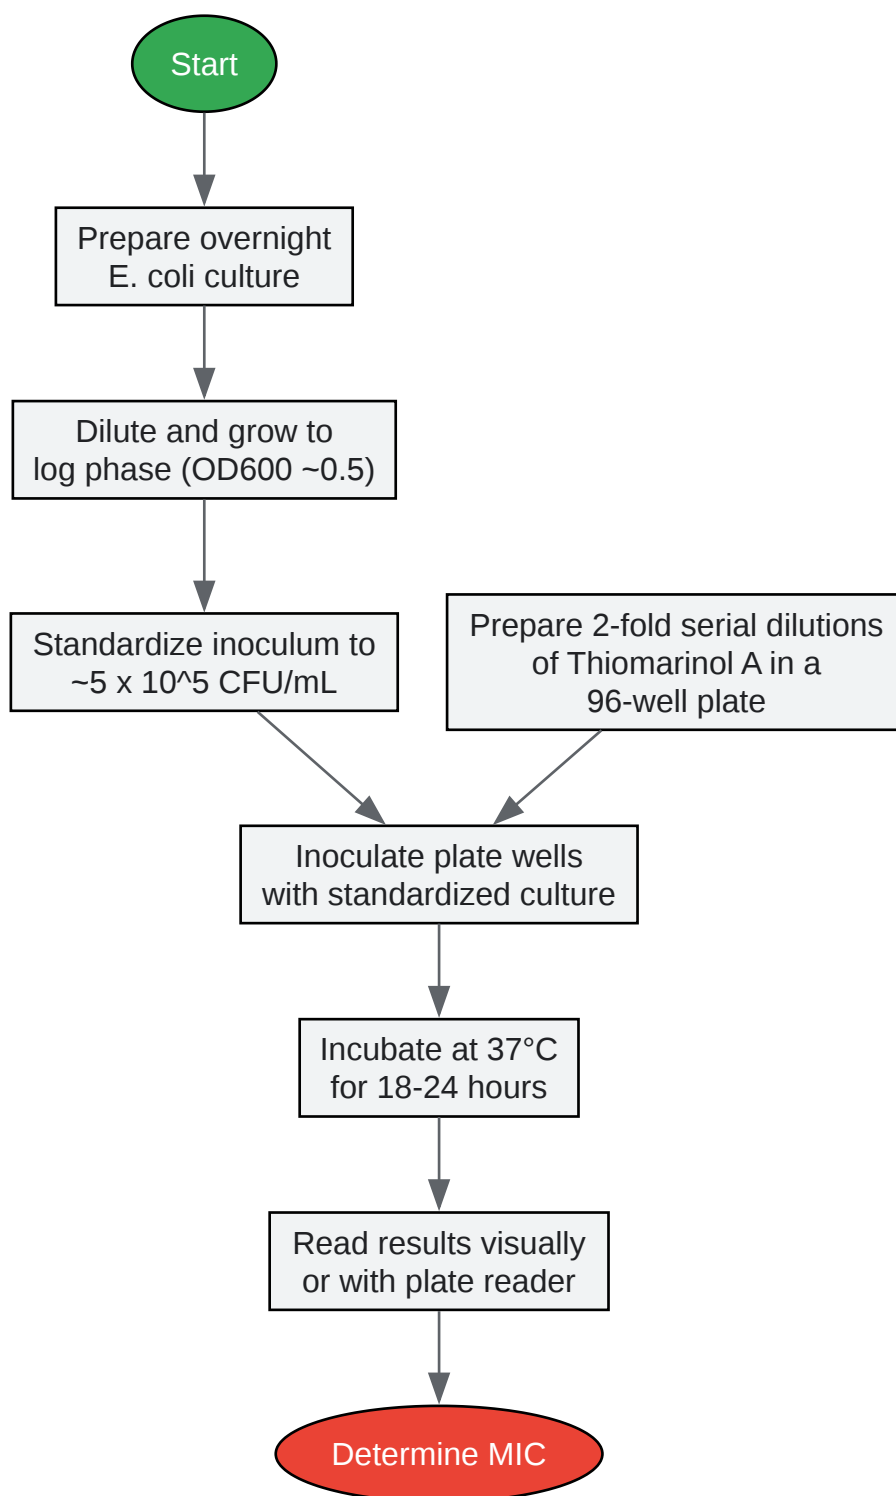 Start
Prepare overnight
E. coli culture
Dilute and grow to
log phase (OD600 ~0.5)
Standardize inoculum to
~5 x 10^5 CFU/mL
Prepare 2-fold serial dilutions
of Thiomarinol A in a
96-well plate
Inoculate plate wells
with standardized culture
Incubate at 37°C
for 18-24 hours
Read results visually
or with plate reader
Determine MIC